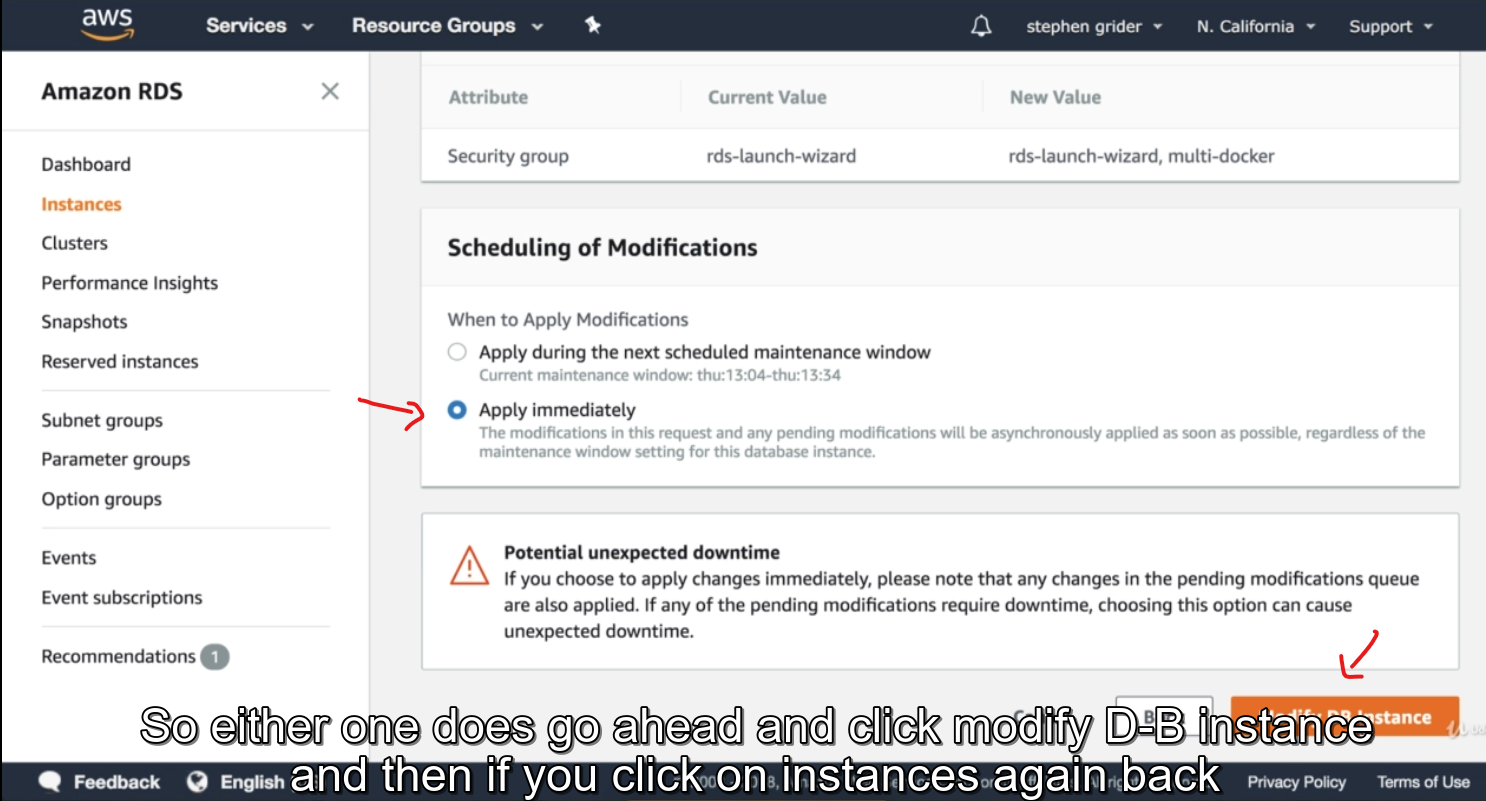 aws Services Resource Groups stephen grider N. California Support
Amazon RDS
Dashboard
Instances
Clusters
Performance Insights
Snapshots
Reserved instances
Subnet groups
Parameter groups
Option groups
Events
Event subscriptions
Recommendations 1
Attribute Current Value New Value
Security group rds-launch-wizard rds-launch-wizard, multi-docker
Scheduling of Modifications
When to Apply Modifications
Apply during the next scheduled maintenance window
Current maintenance window: thu:13:04-thu:13:34
Apply immediately
The modifications in this request and any pending modifications will be asynchronously applied as soon as possible, regardless of the
maintenance window setting for this database instance.
Potential unexpected downtime
If you choose to apply changes immediately, please note that any changes in the pending modifications queue
are also applied. If any of the pending modifications require downtime, choosing this option can cause
unexpected downtime.
Modify DB Instance
So either one does go ahead and click modify D-B instance
and then if you click on instances again back
Feedback English Privacy Policy Terms of Use